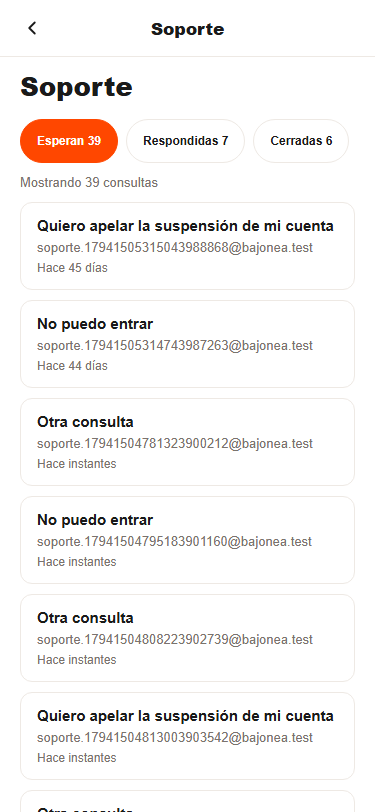 Soporte
Soporte
Esperan 39
Respondidas 7
Cerradas 6
Mostrando 39 consultas
Quiero apelar la suspensión de mi cuenta
soporte.17941505315043988868@bajonea.test
Hace 45 días
No puedo entrar
soporte.17941505314743987263@bajonea.test
Hace 44 días
Otra consulta
soporte.17941504781323900212@bajonea.test
Hace instantes
No puedo entrar
soporte.17941504795183901160@bajonea.test
Hace instantes
Otra consulta
soporte.17941504808223902739@bajonea.test
Hace instantes
Quiero apelar la suspensión de mi cuenta
soporte.17941504813003903542@bajonea.test
Hace instantes
Otra consulta